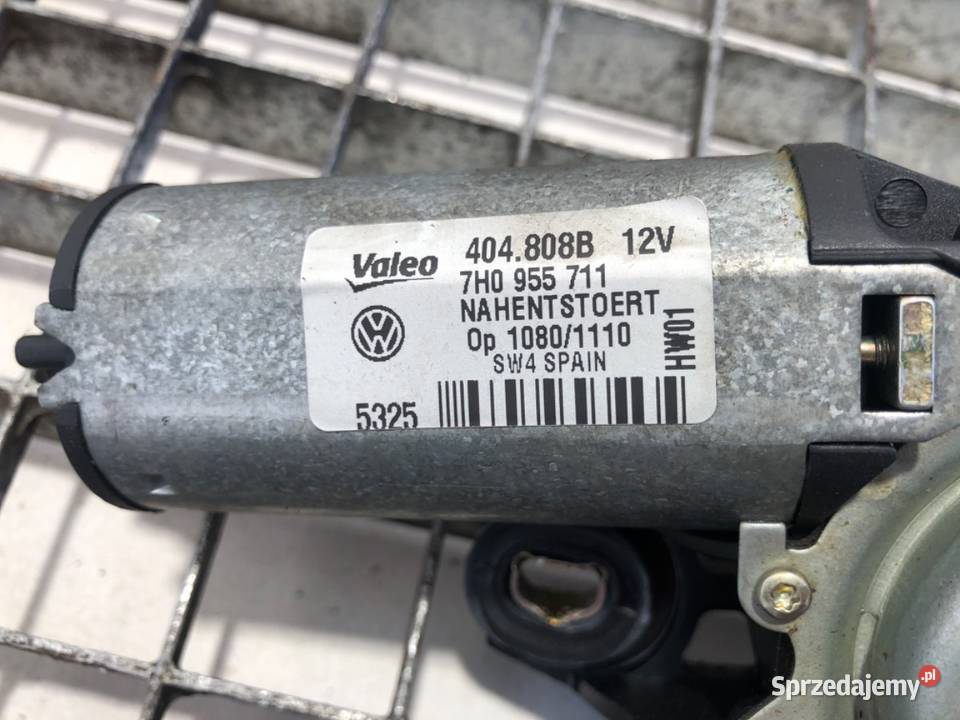 Valeo 404.808B 12V
7H0 955 711
NAHENTSTOERT
Op 1080/1110
SW4 SPAIN
HW01
5325
Sprzedajemy.pl